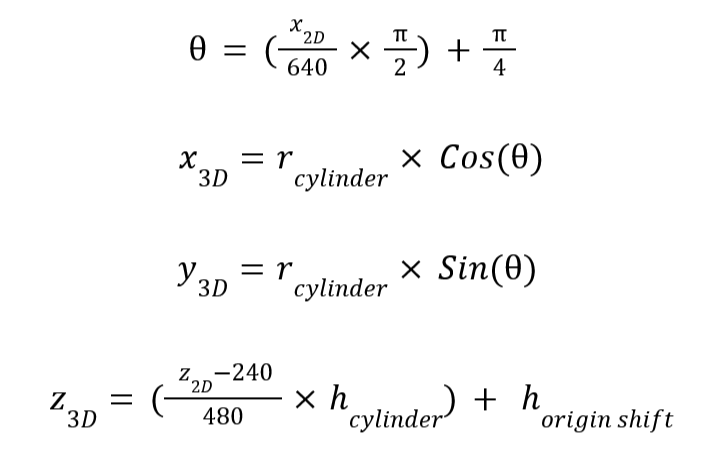 θ = (x_2D/640 × π/2) + π/4
x_3D = r_cylinder × Cos(θ)
y_3D = r_cylinder × Sin(θ)
z_3D = (z_2D−240/480 × h_cylinder) + h_origin shift